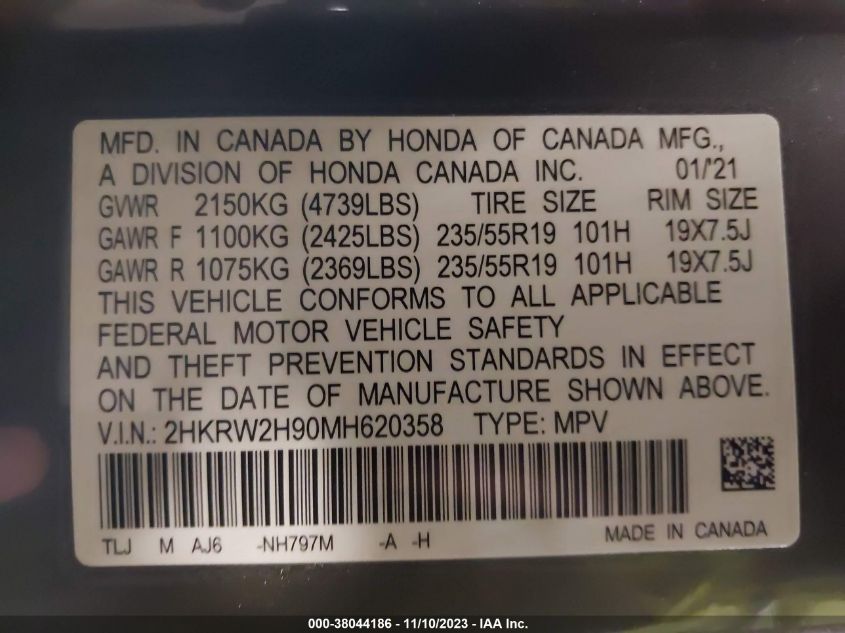 MFD. IN CANADA BY HONDA OF CANADA MFG.,
A DIVISION OF HONDA CANADA INC. 01/'21
GVWR 2150KG (4739LBS) TIRE SIZE RIM SIZE
GAWR F 1100KG (2425LBS) 235/55R19 101H 19X7.5J
GAWR R 1075KG (2369LBS) 235/55R19 101H 19X7.5J
THIS VEHICLE CONFORMS TO ALL APPLICABLE
FEDERAL MOTOR VEHICLE SAFETY
AND THEFT PREVENTION STANDARDS IN EFFECT
ON THE DATE OF MANUFACTURE SHOWN ABOVE.
V.I.N.: 2HKRW2H90MH620358 TYPE: MPV
TLJ M AJ6 -NH797M -A -H MADE IN CANADA
000-38044186 - 11/10/2023 - IAA Inc.